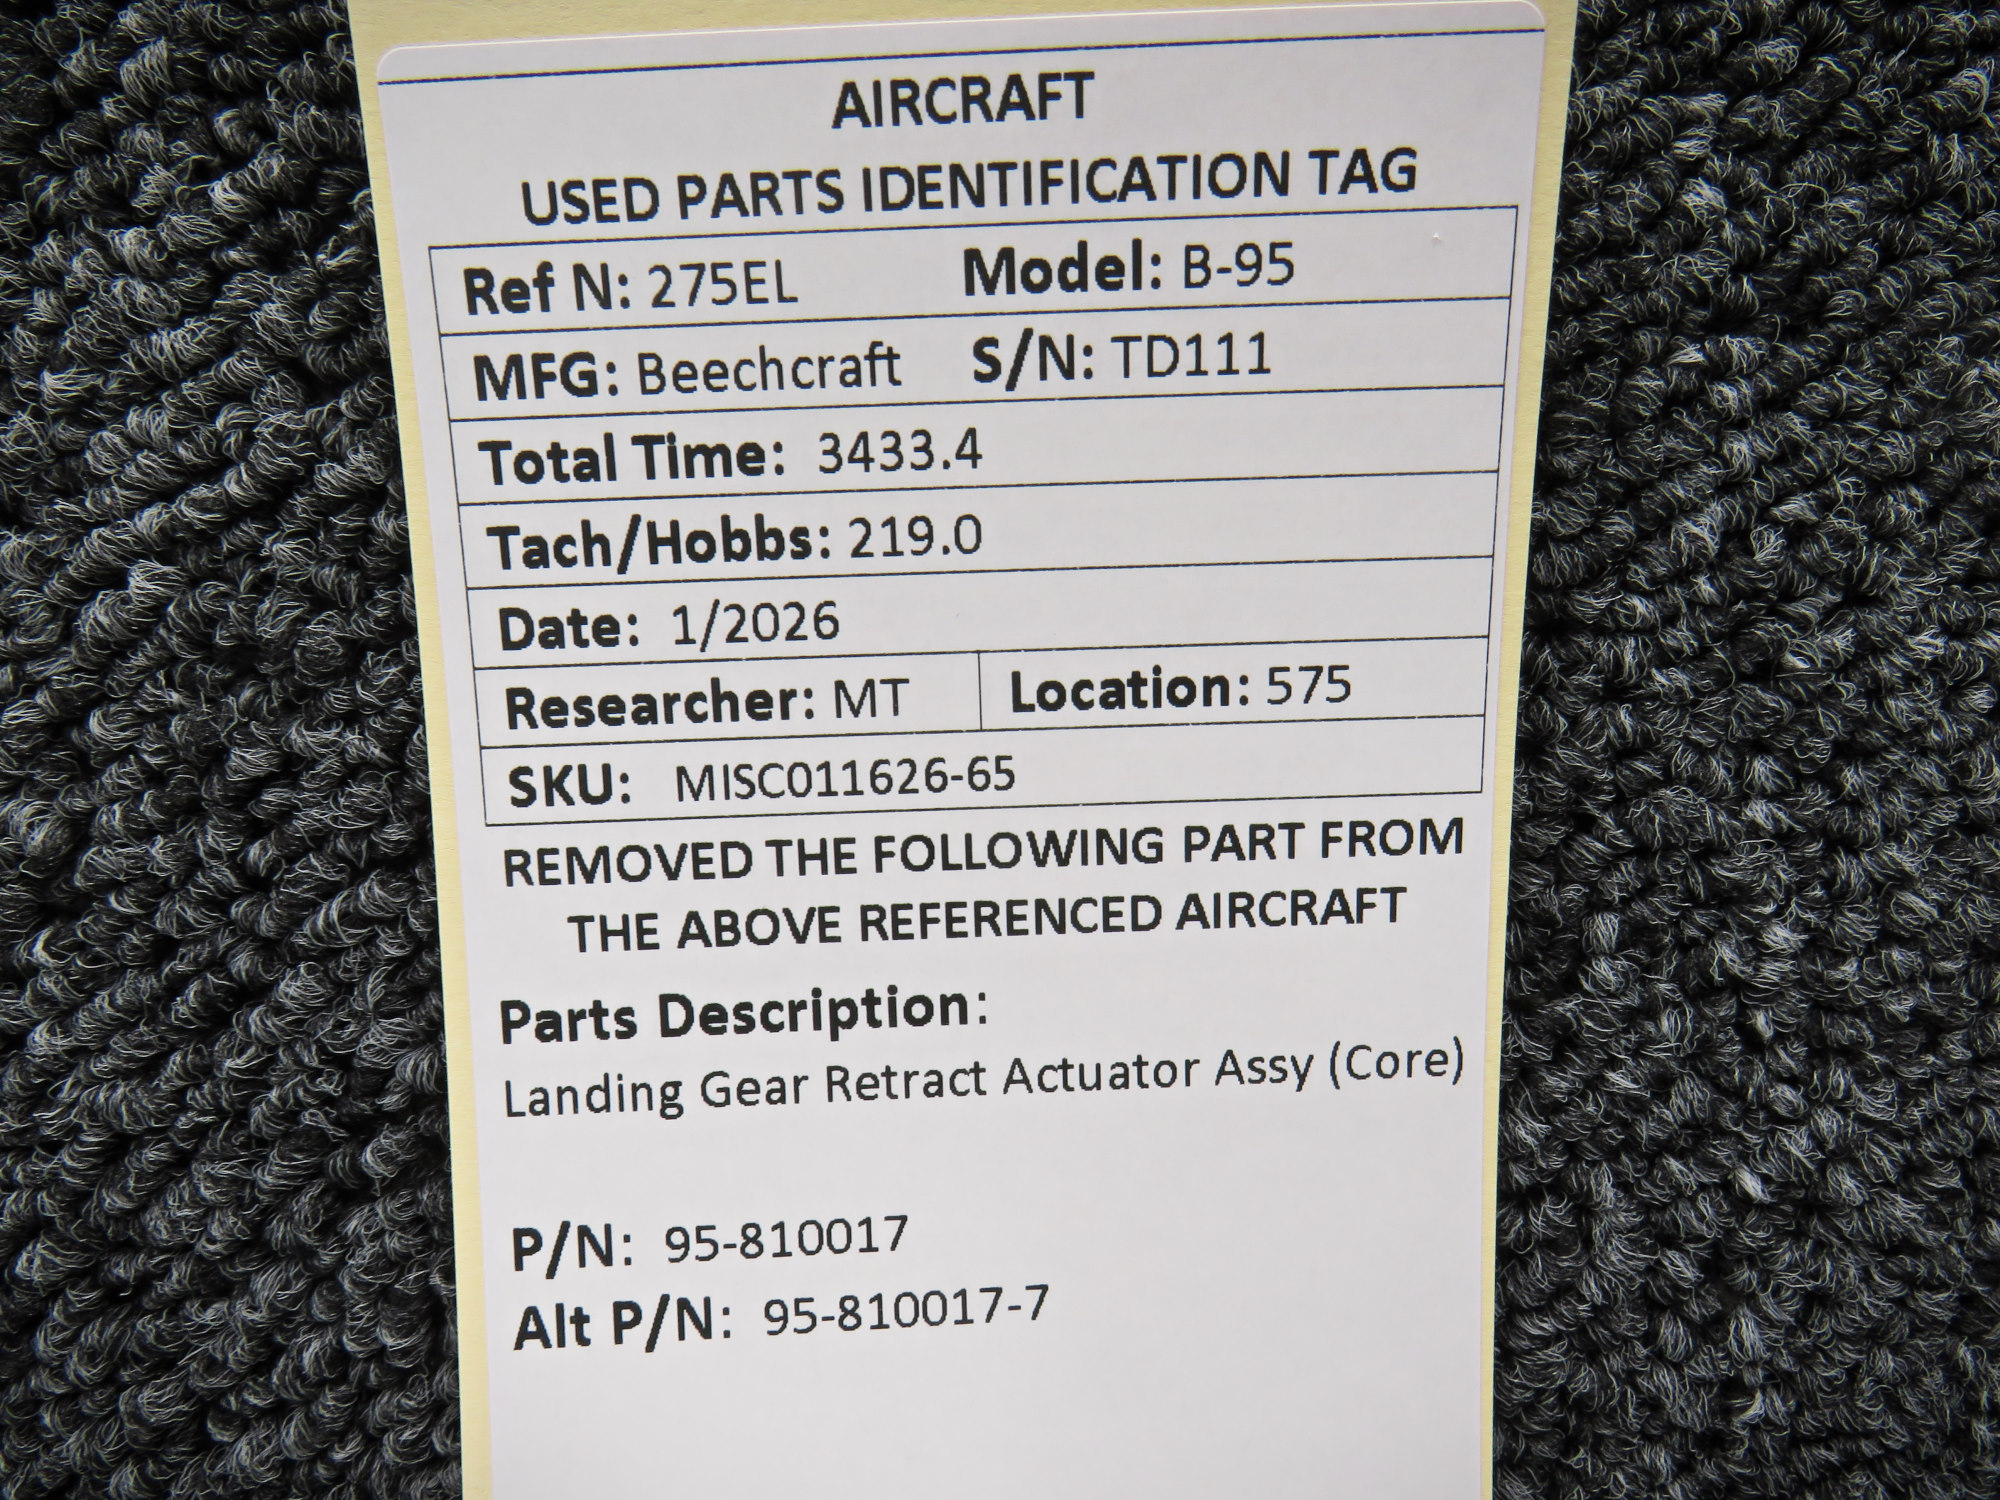 AIRCRAFT
USED PARTS IDENTIFICATION TAG
Ref N: 275EL Model: B-95
MFG: Beechcraft S/N: TD111
Total Time: 3433.4
Tach/Hobbs: 219.0
Date: 1/2026
Researcher: MT Location: 575
SKU: MISC011626-65
REMOVED THE FOLLOWING PART FROM
THE ABOVE REFERENCED AIRCRAFT
Parts Description:
Landing Gear Retract Actuator Assy (Core)
P/N: 95-810017
Alt P/N: 95-810017-7